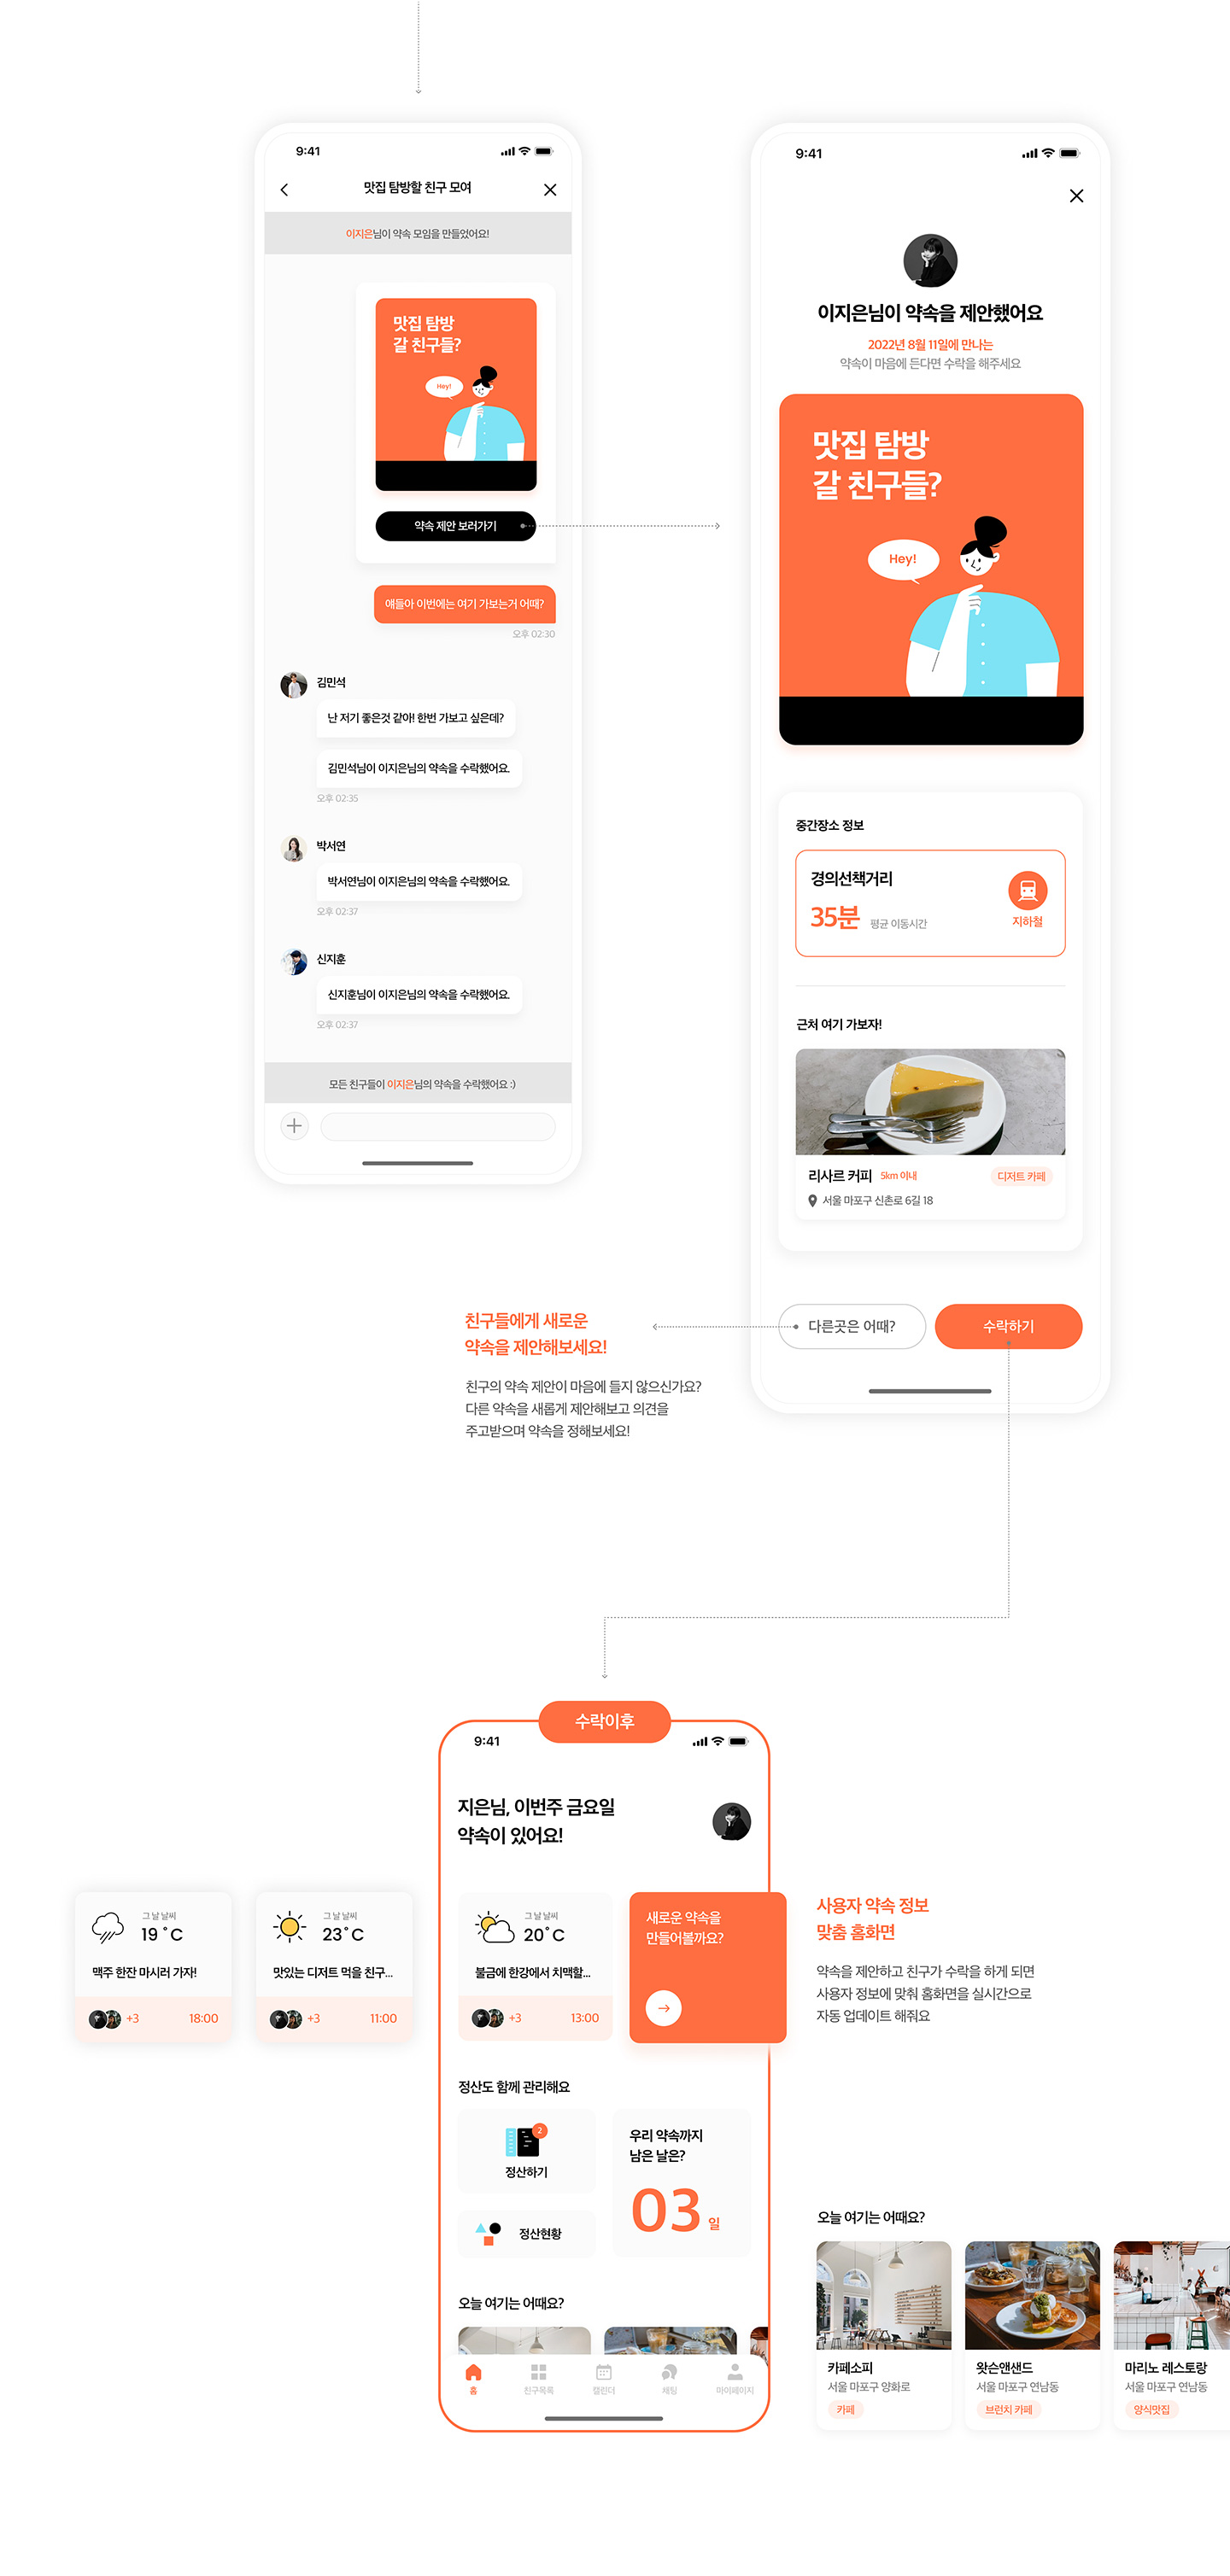 9:41
맛집 탐방할 친구 모여
이지은님이 약속 모임을 만들었어요!
맛집 탐방
갈 친구들?
Hey!
약속 제안 보러가기
얘들아 이번에는 여기 가보는거 어때?
오후 02:30
김민석
난 저기 좋은것 같아! 한번 가보고 싶은데?
김민석님이 이지은님의 약속을 수락했어요.
오후 02:35
박서연
박서연님이 이지은님의 약속을 수락했어요.
오후 02:37
신지훈
신지훈님이 이지은님의 약속을 수락했어요.
오후 02:37
모든 친구들이 이지은님의 약속을 수락했어요 :)
9:41
이지은님이 약속을 제안했어요
2022년 8월 11일에 만나는
약속이 마음에 든다면 수락을 해주세요
맛집 탐방
갈 친구들?
Hey!
중간장소 정보
경의선책거리
35분 평균 이동시간
지하철
근처 여기 가보자!
리사르 커피 5km 이내
디저트 카페
서울 마포구 신촌로 6길 18
다른곳은 어때?
수락하기
친구들에게 새로운
약속을 제안해보세요!
친구의 약속 제안이 마음에 들지 않으신가요?
다른 약속을 새롭게 제안해보고 의견을
주고받으며 약속을 정해보세요!
수락이후
9:41
지은님, 이번주 금요일
약속이 있어요!
그날 날씨
19°C
맥주 한잔 마시러 가자!
+3
18:00
그날 날씨
23°C
맛있는 디저트 먹을 친구...
+3
11:00
그날 날씨
20°C
불금에 한강에서 치맥할...
+3
13:00
새로운 약속을
만들어볼까요?
사용자 약속 정보
맞춤 홈화면
약속을 제안하고 친구가 수락을 하게 되면
사용자 정보에 맞춰 홈화면을 실시간으로
자동 업데이트 해줘요
정산도 함께 관리해요
2
정산하기
정산현황
우리 약속까지
남은 날은?
03 일
오늘 여기는 어때요?
홈
친구목록
캘린더
채팅
마이페이지
오늘 여기는 어때요?
카페소피
서울 마포구 양화로
카페
왓슨앤샌드
서울 마포구 연남동
브런치 카페
마리노 레스토랑
서울 마포구 연남동
양식맛집